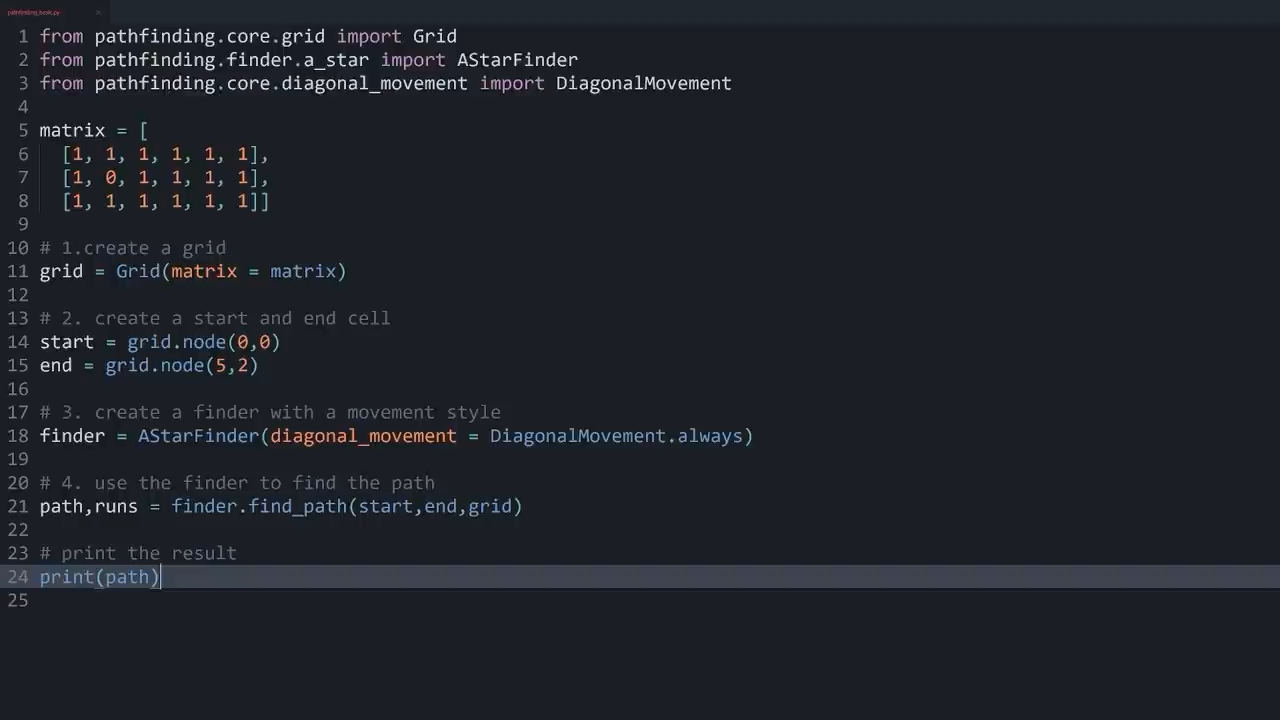 pathfinding_book.py ×
1 from pathfinding.core.grid import Grid
2 from pathfinding.finder.a_star import AStarFinder
3 from pathfinding.core.diagonal_movement import DiagonalMovement
4
5 matrix = [
6   [1, 1, 1, 1, 1, 1],
7   [1, 0, 1, 1, 1, 1],
8   [1, 1, 1, 1, 1, 1]]
9
10 # 1.create a grid
11 grid = Grid(matrix = matrix)
12
13 # 2. create a start and end cell
14 start = grid.node(0,0)
15 end = grid.node(5,2)
16
17 # 3. create a finder with a movement style
18 finder = AStarFinder(diagonal_movement = DiagonalMovement.always)
19
20 # 4. use the finder to find the path
21 path,runs = finder.find_path(start,end,grid)
22
23 # print the result
24 print(path)
25